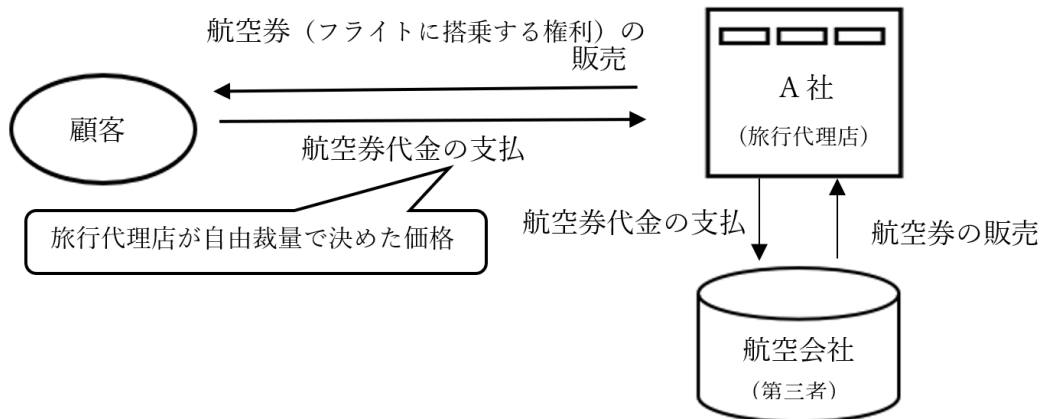 航空券（フライトに搭乗する権利）の
販売
A 社
（旅行代理店）
顧客
航空券代金の支払
旅行代理店が自由裁量で決めた価格
航空券代金の支払
航空券の販売
航空会社
（第三者）